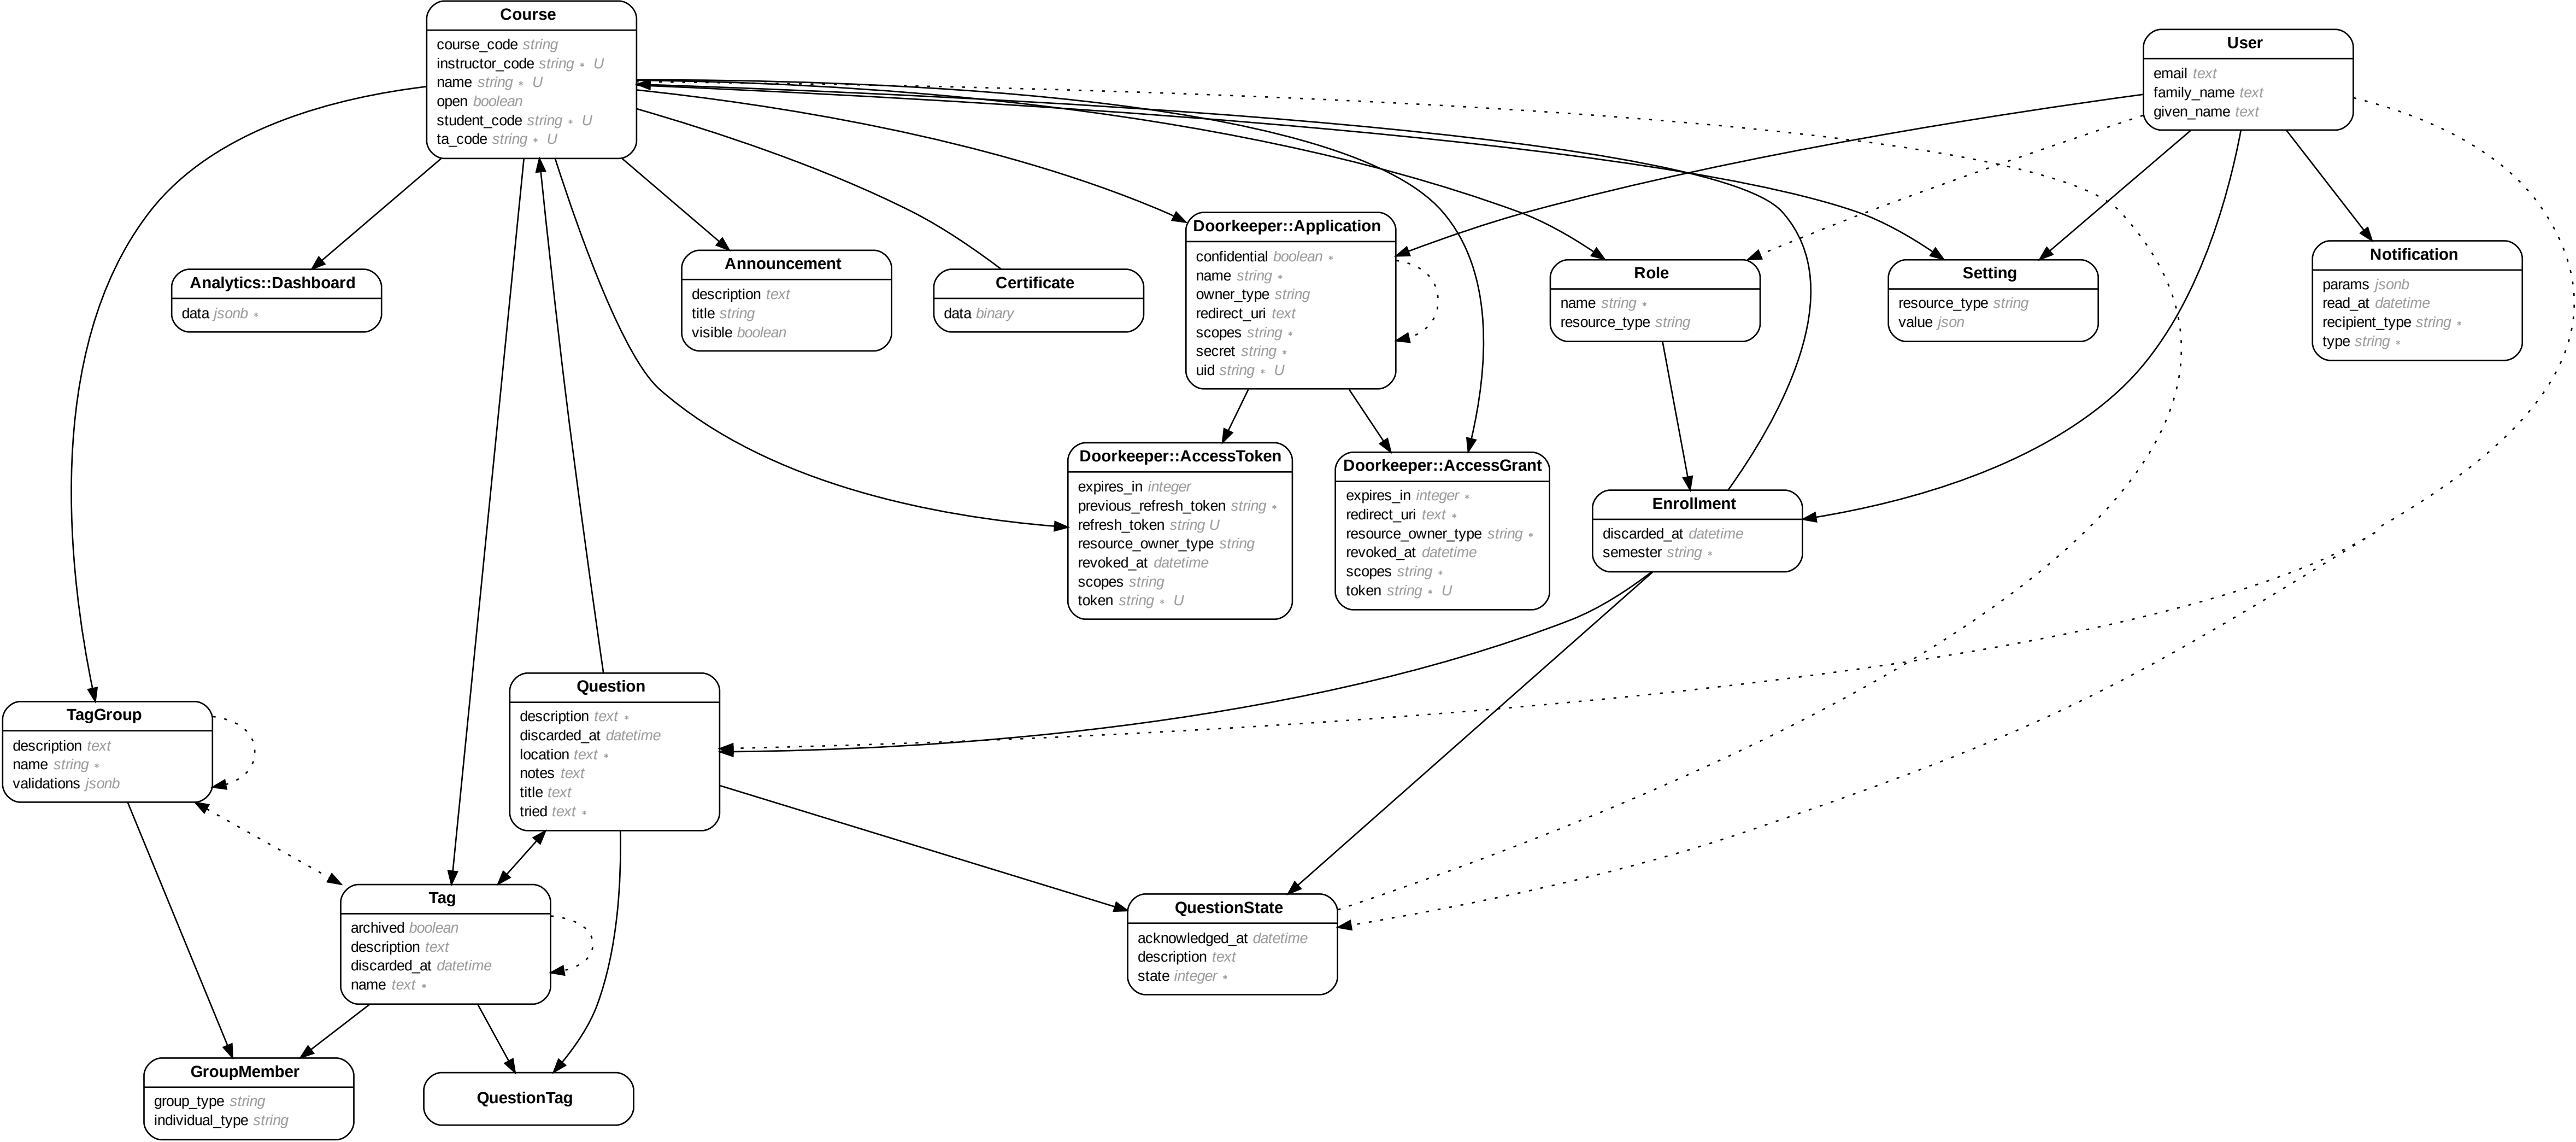 Course
course_code string
instructor_code string • U
name string • U
open boolean
student_code string • U
ta_code string • U
User
email text
family_name text
given_name text
Analytics::Dashboard
data jsonb •
Announcement
description text
title string
visible boolean
Certificate
data binary
Doorkeeper::Application
confidential boolean •
name string •
owner_type string
redirect_uri text
scopes string •
secret string •
uid string • U
Role
name string •
resource_type string
Setting
resource_type string
value json
Notification
params jsonb
read_at datetime
recipient_type string •
type string •
Doorkeeper::AccessToken
expires_in integer
previous_refresh_token string •
refresh_token string U
resource_owner_type string
revoked_at datetime
scopes string
token string • U
Doorkeeper::AccessGrant
expires_in integer •
redirect_uri text •
resource_owner_type string •
revoked_at datetime
scopes string •
token string • U
Enrollment
discarded_at datetime
semester string •
TagGroup
description text
name string •
validations jsonb
Question
description text •
discarded_at datetime
location text •
notes text
title text
tried text •
Tag
archived boolean
description text
discarded_at datetime
name text •
QuestionState
acknowledged_at datetime
description text
state integer •
GroupMember
group_type string
individual_type string
QuestionTag